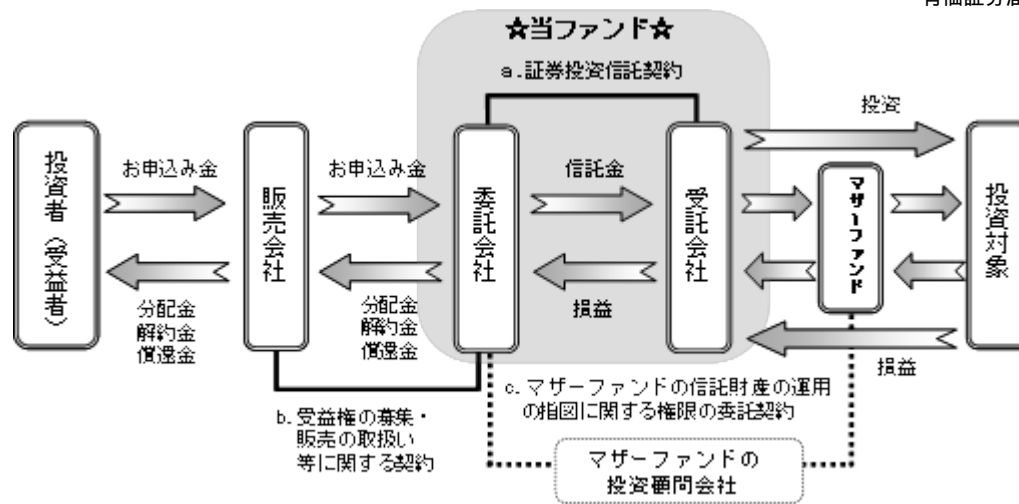 ★当ファンド★
a.証券投資信託契約
投資
投資者(受益者)
お申込み金
販売会社
お申込み金
委託会社
信託金
受託会社
マザーファンド
投資対象
分配金
解約金
償還金
分配金
解約金
償還金
損益
損益
b.受益権の募集・
販売の取扱い
等に関する契約
c.マザーファンドの信託財産の運用
の指図に関する権限の委託契約
マザーファンドの
投資顧問会社